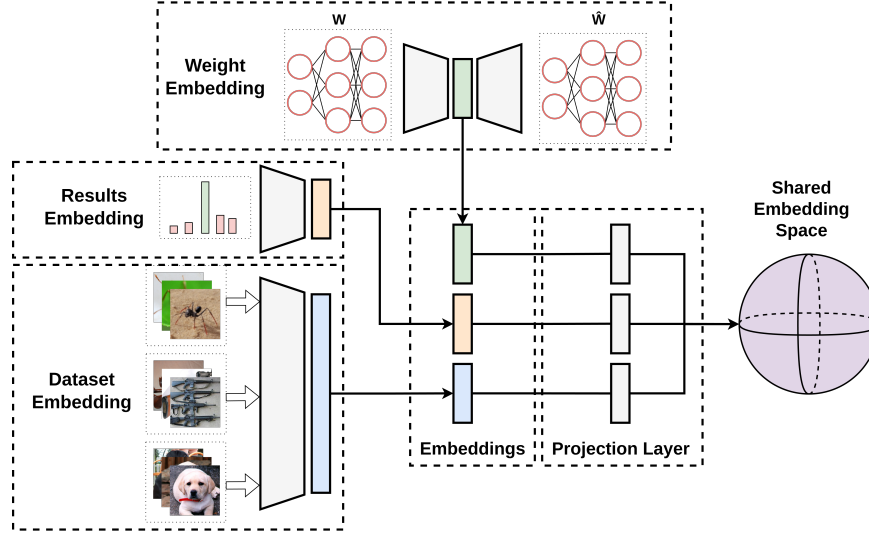 W
Ŵ
Weight
Embedding
Results
Embedding
Shared
Embedding
Space
Dataset
Embedding
Embeddings
Projection Layer